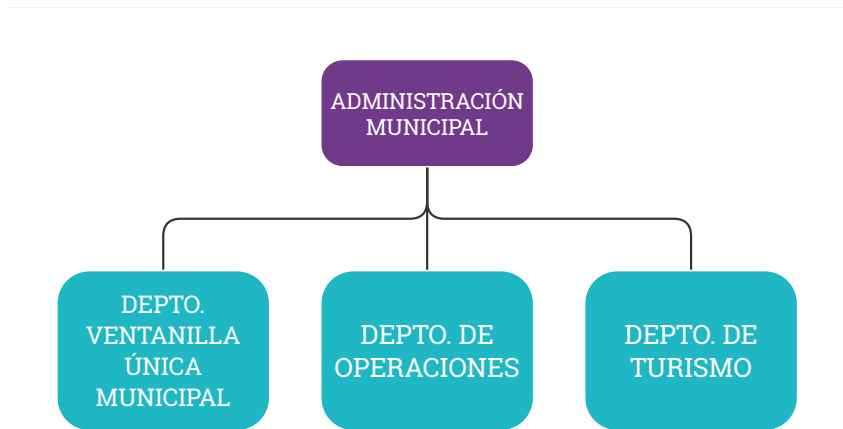 ADMINISTRACIÓN
MUNICIPAL
DEPTO.
VENTANILLA
ÚNICA
MUNICIPAL
DEPTO. DE
OPERACIONES
DEPTO. DE
TURISMO